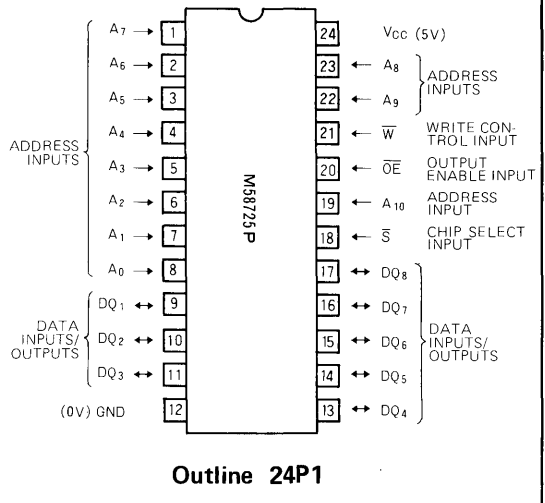 A7 → 1
A6 → 2
A5 → 3
A4 → 4
ADDRESS
INPUTS
A3 → 5
A2 → 6
A1 → 7
A0 → 8
DQ1 ↔ 9
DATA
INPUTS/
OUTPUTS
DQ2 ↔ 10
DQ3 ↔ 11
(0V) GND 12
M58725P
24 VCC (5V)
23 ← A8
22 ← A9
ADDRESS
INPUTS
21 ← W̅ WRITE CON-
TROL INPUT
20 ← O̅E̅ OUTPUT
ENABLE INPUT
19 ← A10 ADDRESS
INPUT
18 ← S̅ CHIP SELECT
INPUT
17 ↔ DQ8
16 ↔ DQ7
15 ↔ DQ6
DATA
INPUTS/
OUTPUTS
14 ↔ DQ5
13 ↔ DQ4
Outline 24P1